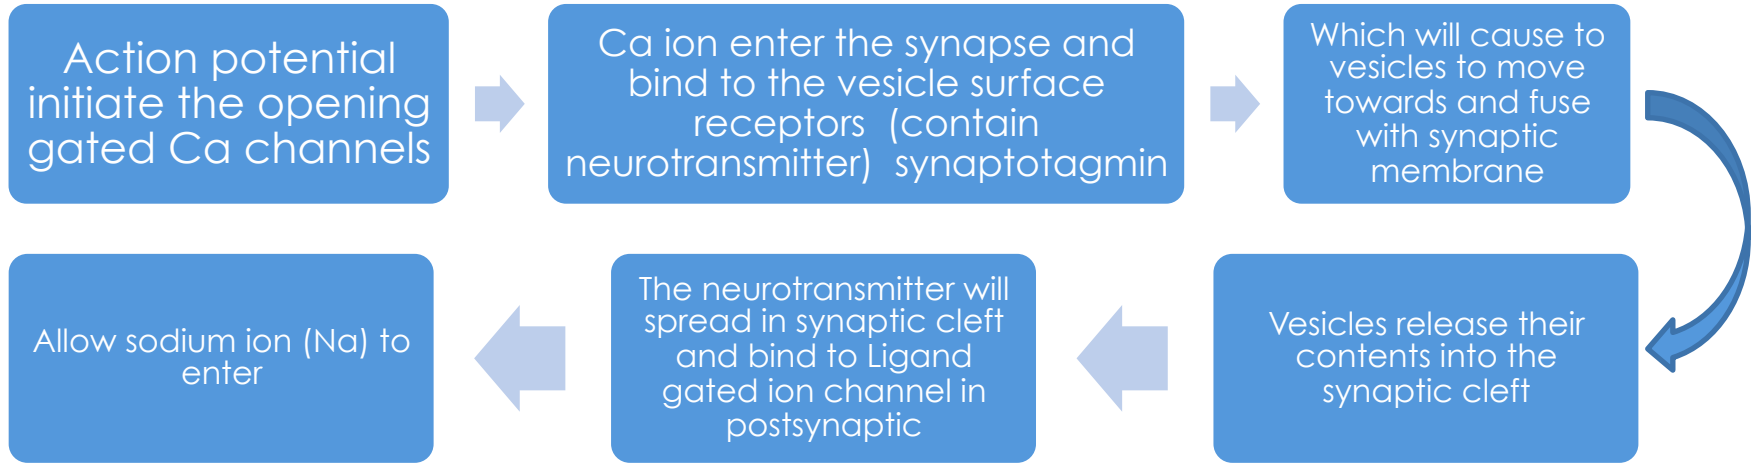 Action potential
initiate the opening
gated Ca channels
Ca ion enter the synapse and
bind to the vesicle surface
receptors (contain
neurotransmitter) synaptotagmin
Which will cause to
vesicles to move
towards and fuse
with synaptic
membrane
Vesicles release their
contents into the
synaptic cleft
The neurotransmitter will
spread in synaptic cleft
and bind to Ligand
gated ion channel in
postsynaptic
Allow sodium ion (Na) to
enter